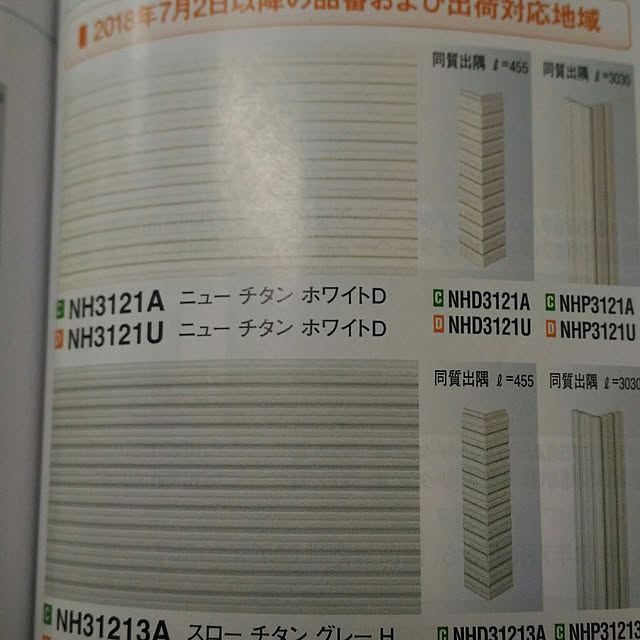 2018年7月2日以降の品番および出荷対応地域
同質出隅 ℓ=455
同質出隅 ℓ=3030
C NH3121A ニュー チタン ホワイトD
D NH3121U ニュー チタン ホワイトD
C NHD3121A
D NHD3121U
C NHP3121A
D NHP3121U
同質出隅 ℓ=455
同質出隅 ℓ=3030
C NH31213A スロー チタン グレー H
C NHD31213A
C NHP31213